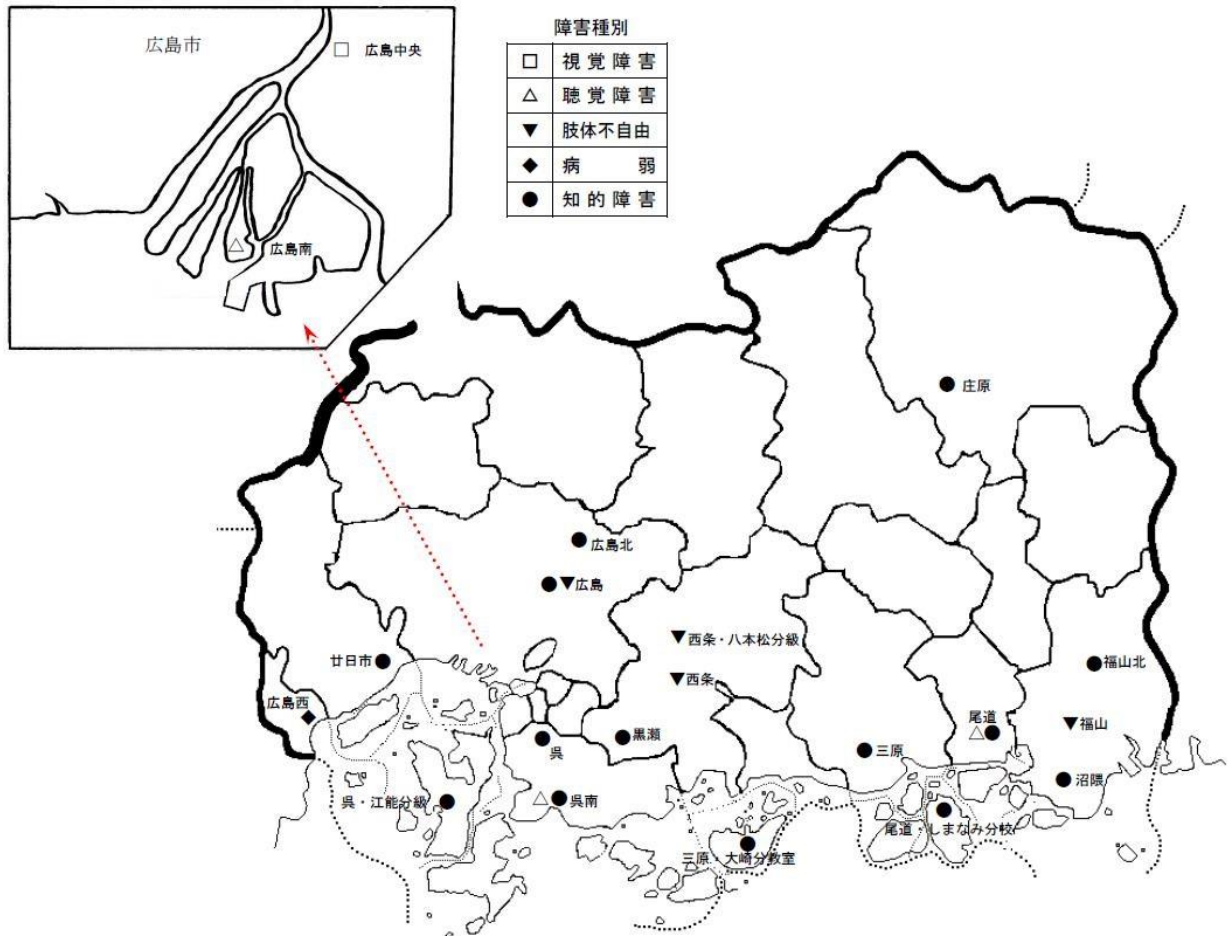 広島市
□ 広島中央
△ 広島南
障害種別
□ 視覚障害
△ 聴覚障害
▼ 肢体不自由
◆ 病 弱
● 知的障害
● 庄原
● 広島北
●▼広島
▼西条・八本松分級
廿日市 ●
● 福山北
▼西条
広島西
◆
尾道
△●
▼福山
● 呉
● 黒瀬
● 三原
● 沼隈
呉・江能分級 ●
△● 呉南
●
尾道・しまなみ分校
●
三原・大崎分教室